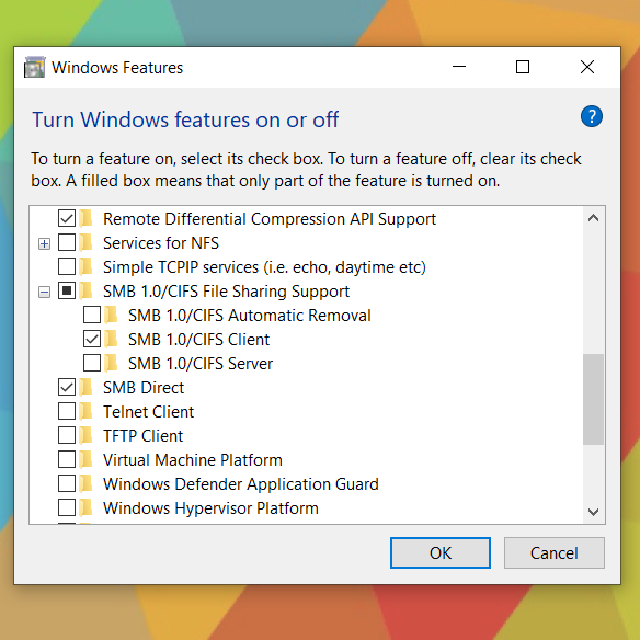 Windows Features
Turn Windows features on or off
?
To turn a feature on, select its check box. To turn a feature off, clear its check
box. A filled box means that only part of the feature is turned on.
Remote Differential Compression API Support
Services for NFS
Simple TCPIP services (i.e. echo, daytime etc)
SMB 1.0/CIFS File Sharing Support
SMB 1.0/CIFS Automatic Removal
SMB 1.0/CIFS Client
SMB 1.0/CIFS Server
SMB Direct
Telnet Client
TFTP Client
Virtual Machine Platform
Windows Defender Application Guard
Windows Hypervisor Platform
OK Cancel